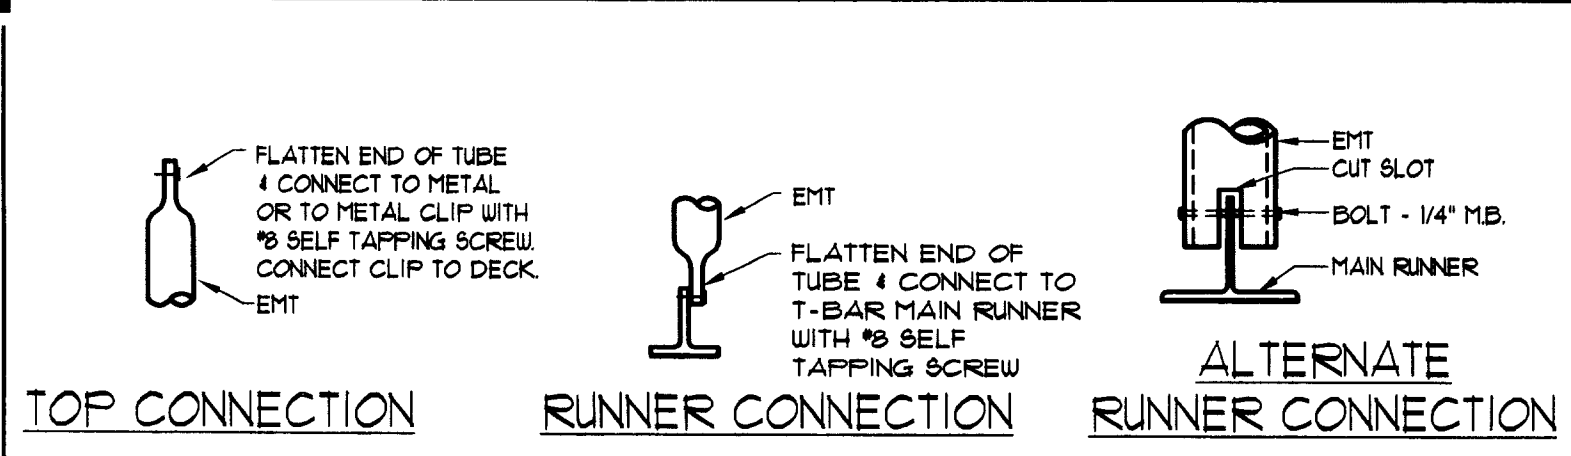 FLATTEN END OF TUBE
& CONNECT TO METAL
OR TO METAL CLIP WITH
#8 SELF TAPPING SCREW.
CONNECT CLIP TO DECK.
EMT
TOP CONNECTION
EMT
FLATTEN END OF
TUBE & CONNECT TO
T-BAR MAIN RUNNER
WITH #8 SELF
TAPPING SCREW
RUNNER CONNECTION
EMT
CUT SLOT
BOLT - 1/4" M.B.
MAIN RUNNER
ALTERNATE
RUNNER CONNECTION